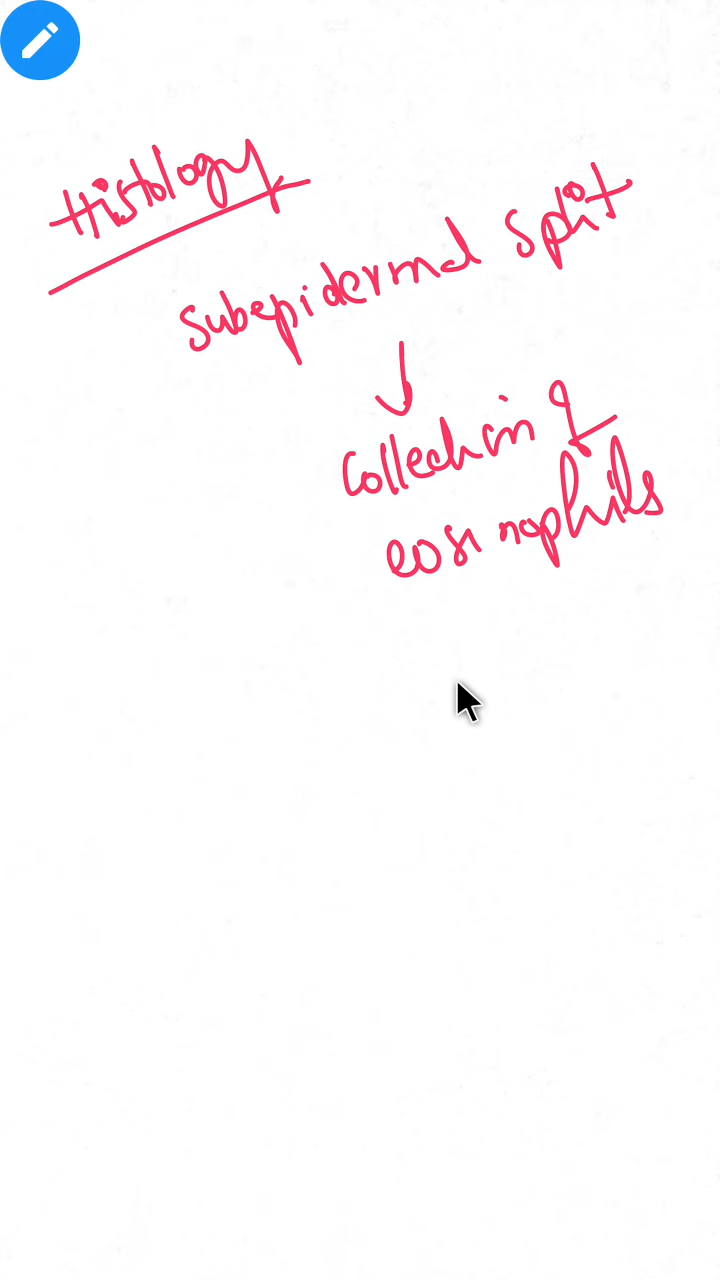 Histology
Subepidermal split
↓
Collection of
eosinophils